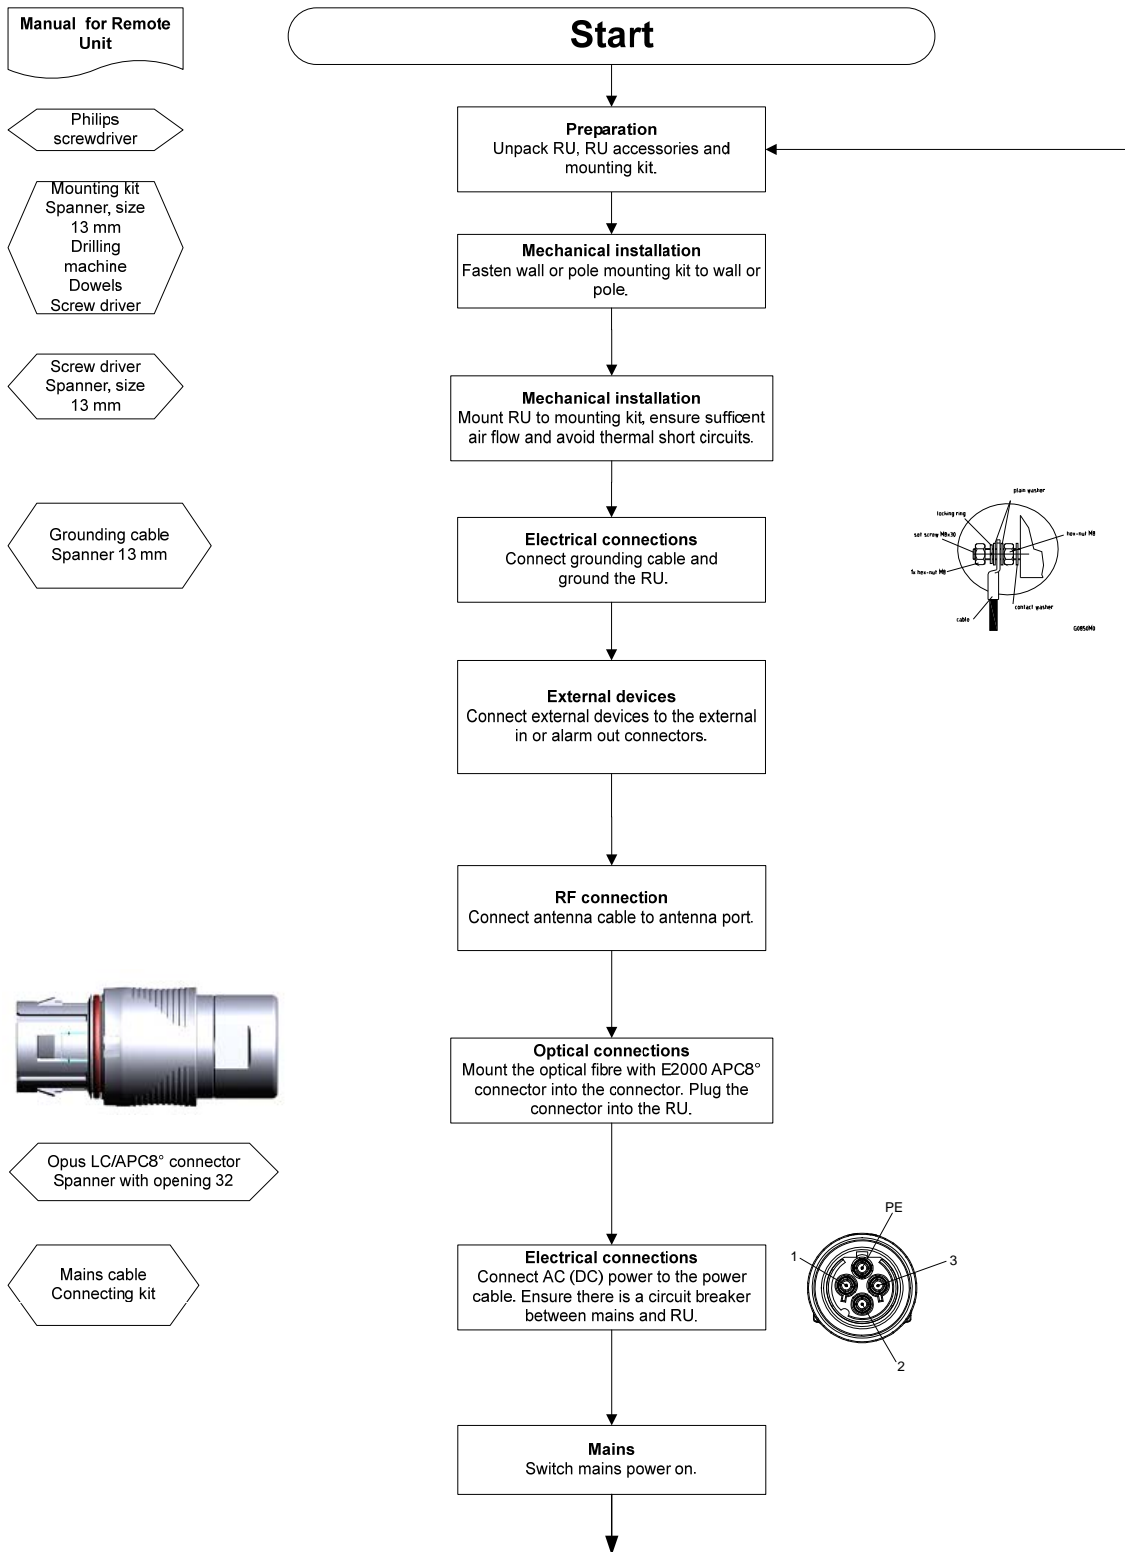 Manual for Remote
Unit
Start
Philips
screwdriver
Preparation
Unpack RU, RU accessories and
mounting kit.
Mounting kit
Spanner, size
13 mm
Drilling
machine
Dowels
Screw driver
Mechanical installation
Fasten wall or pole mounting kit to wall or
pole.
Screw driver
Spanner, size
13 mm
Mechanical installation
Mount RU to mounting kit, ensure sufficent
air flow and avoid thermal short circuits.
Grounding cable
Spanner 13 mm
Electrical connections
Connect grounding cable and
ground the RU.
plain washer
locking ring
set screw M8x30
hex-nut M8
1x hex-nut M8
contact washer
cable
G0850M0
External devices
Connect external devices to the external
in or alarm out connectors.
RF connection
Connect antenna cable to antenna port.
Optical connections
Mount the optical fibre with E2000 APC8°
connector into the connector. Plug the
connector into the RU.
Opus LC/APC8° connector
Spanner with opening 32
Mains cable
Connecting kit
Electrical connections
Connect AC (DC) power to the power
cable. Ensure there is a circuit breaker
between mains and RU.
PE
1
3
2
Mains
Switch mains power on.